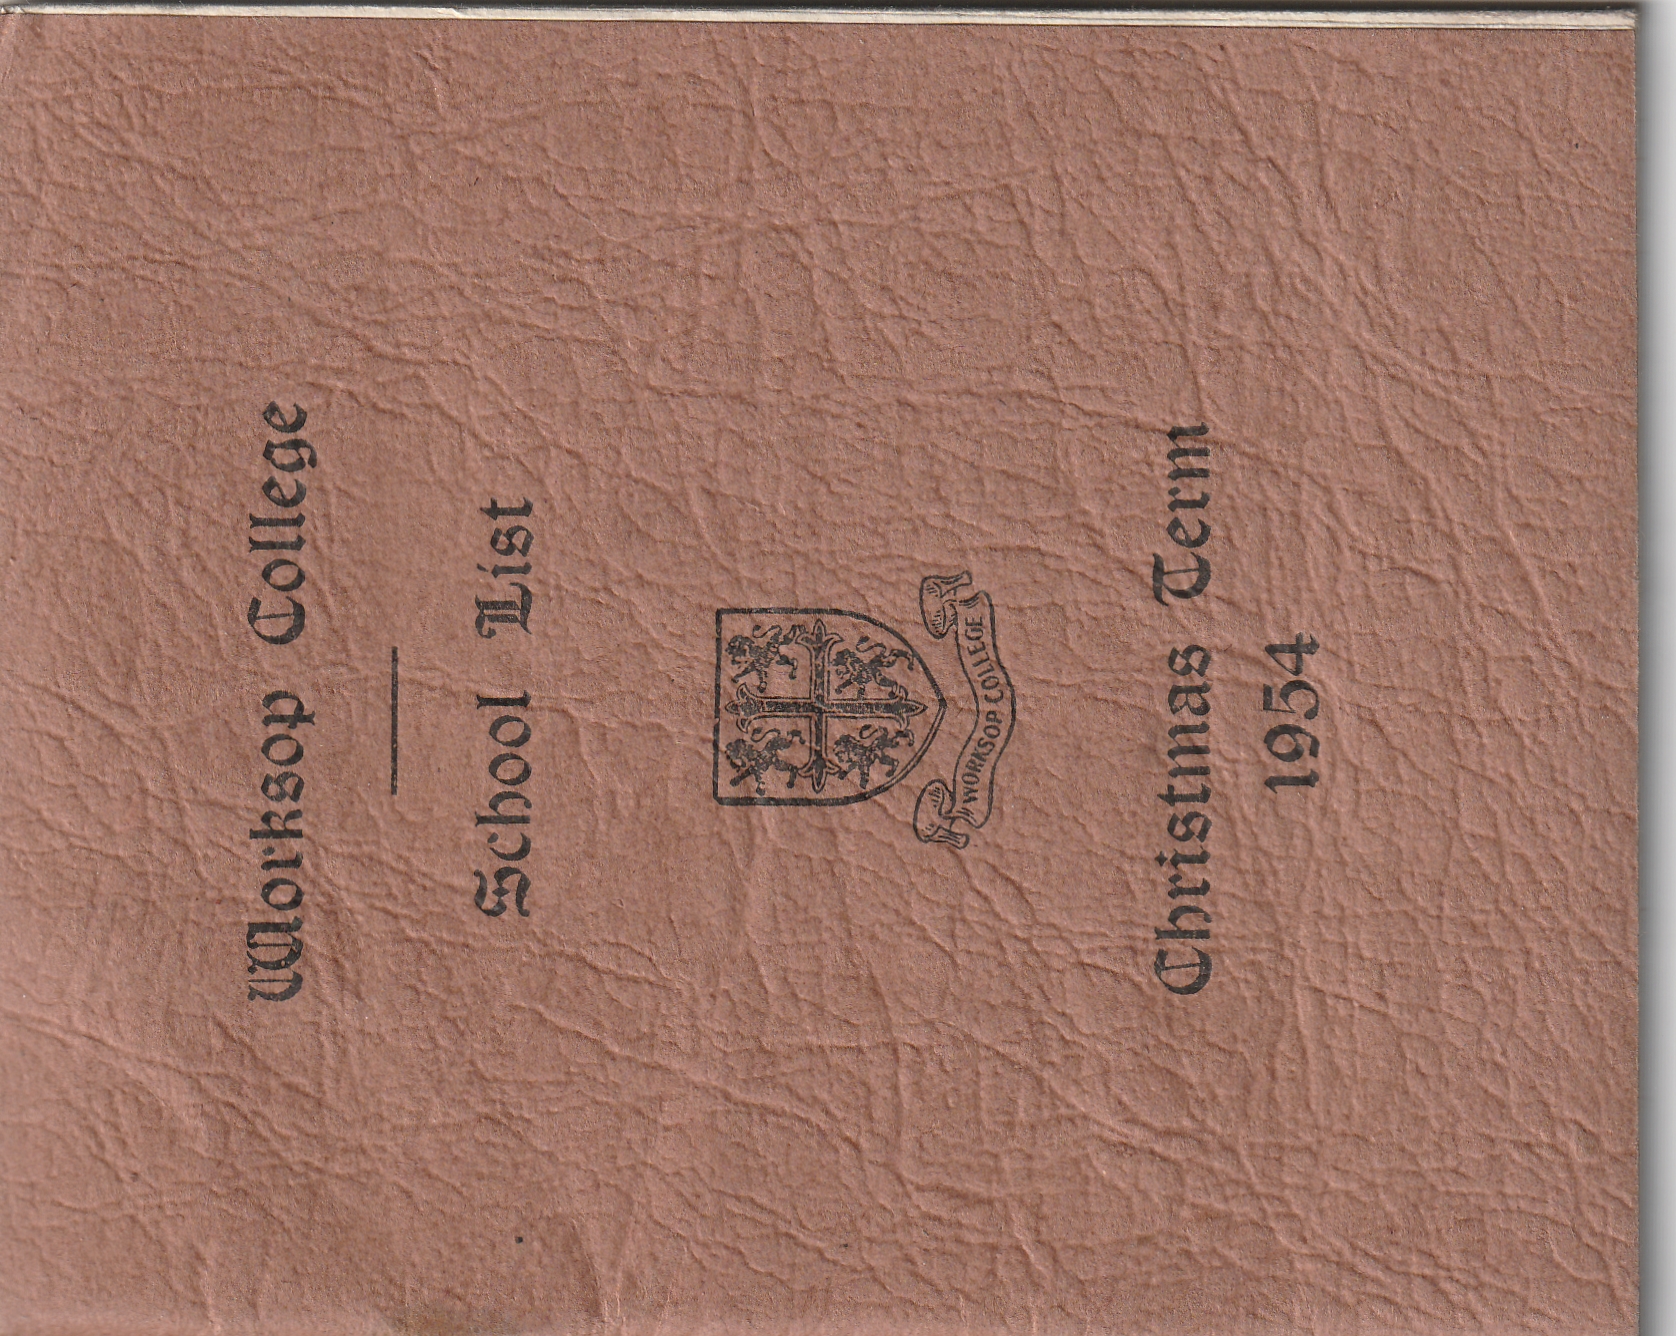 Worksop College
School List
WORKSOP COLLEGE
Christmas Term
1954